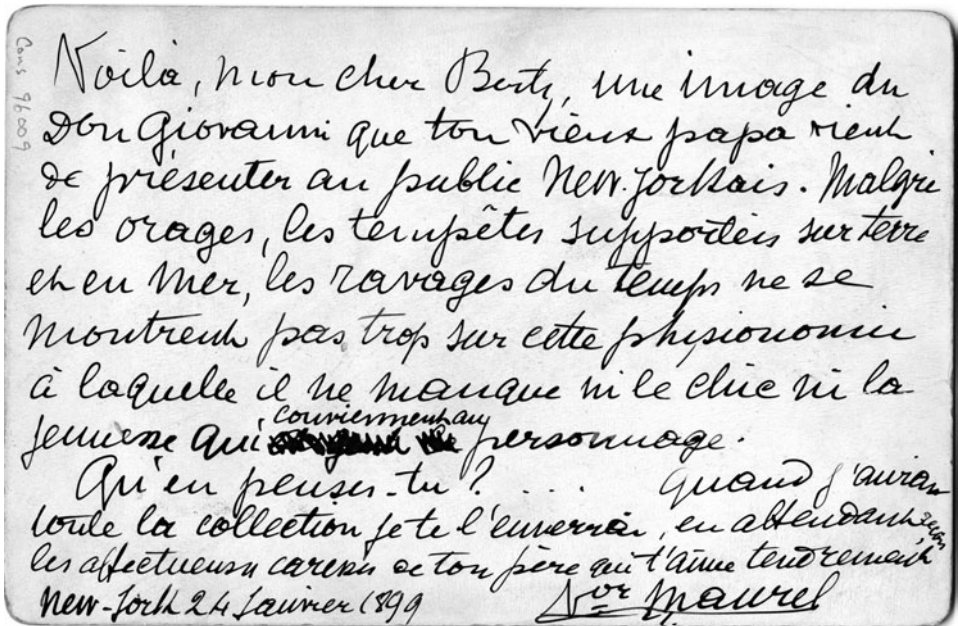 Cons 96009
Voilà, mon cher Berty, une image du
Don Giovanni que ton vieux papa vient
de présenter au public New-Yorkais. Malgré
les orages, les tempêtes supportées sur terre
et en mer, les ravages du temps ne se
montrent pas trop sur cette physionomie
à laquelle il ne manque ni le chic ni la
jeunesse qui conviennent au personnage.
Qu'en penses-tu ? . . . Quand j'aurai
toute la collection je te l'enverrai, en attendant
les affectueuses caresses de ton père qui t'aime tendrement
New-York 24 Janvier 1899 Vor Maurel